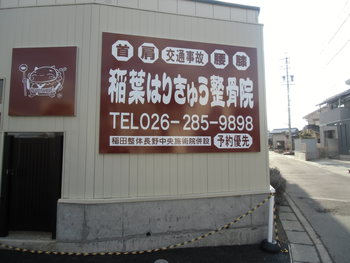 首 肩 交通事故 腰 膝
稲葉はりきゅう整骨院
TEL026-285-9898
稲田整体長野中央施術院併設 予約優先